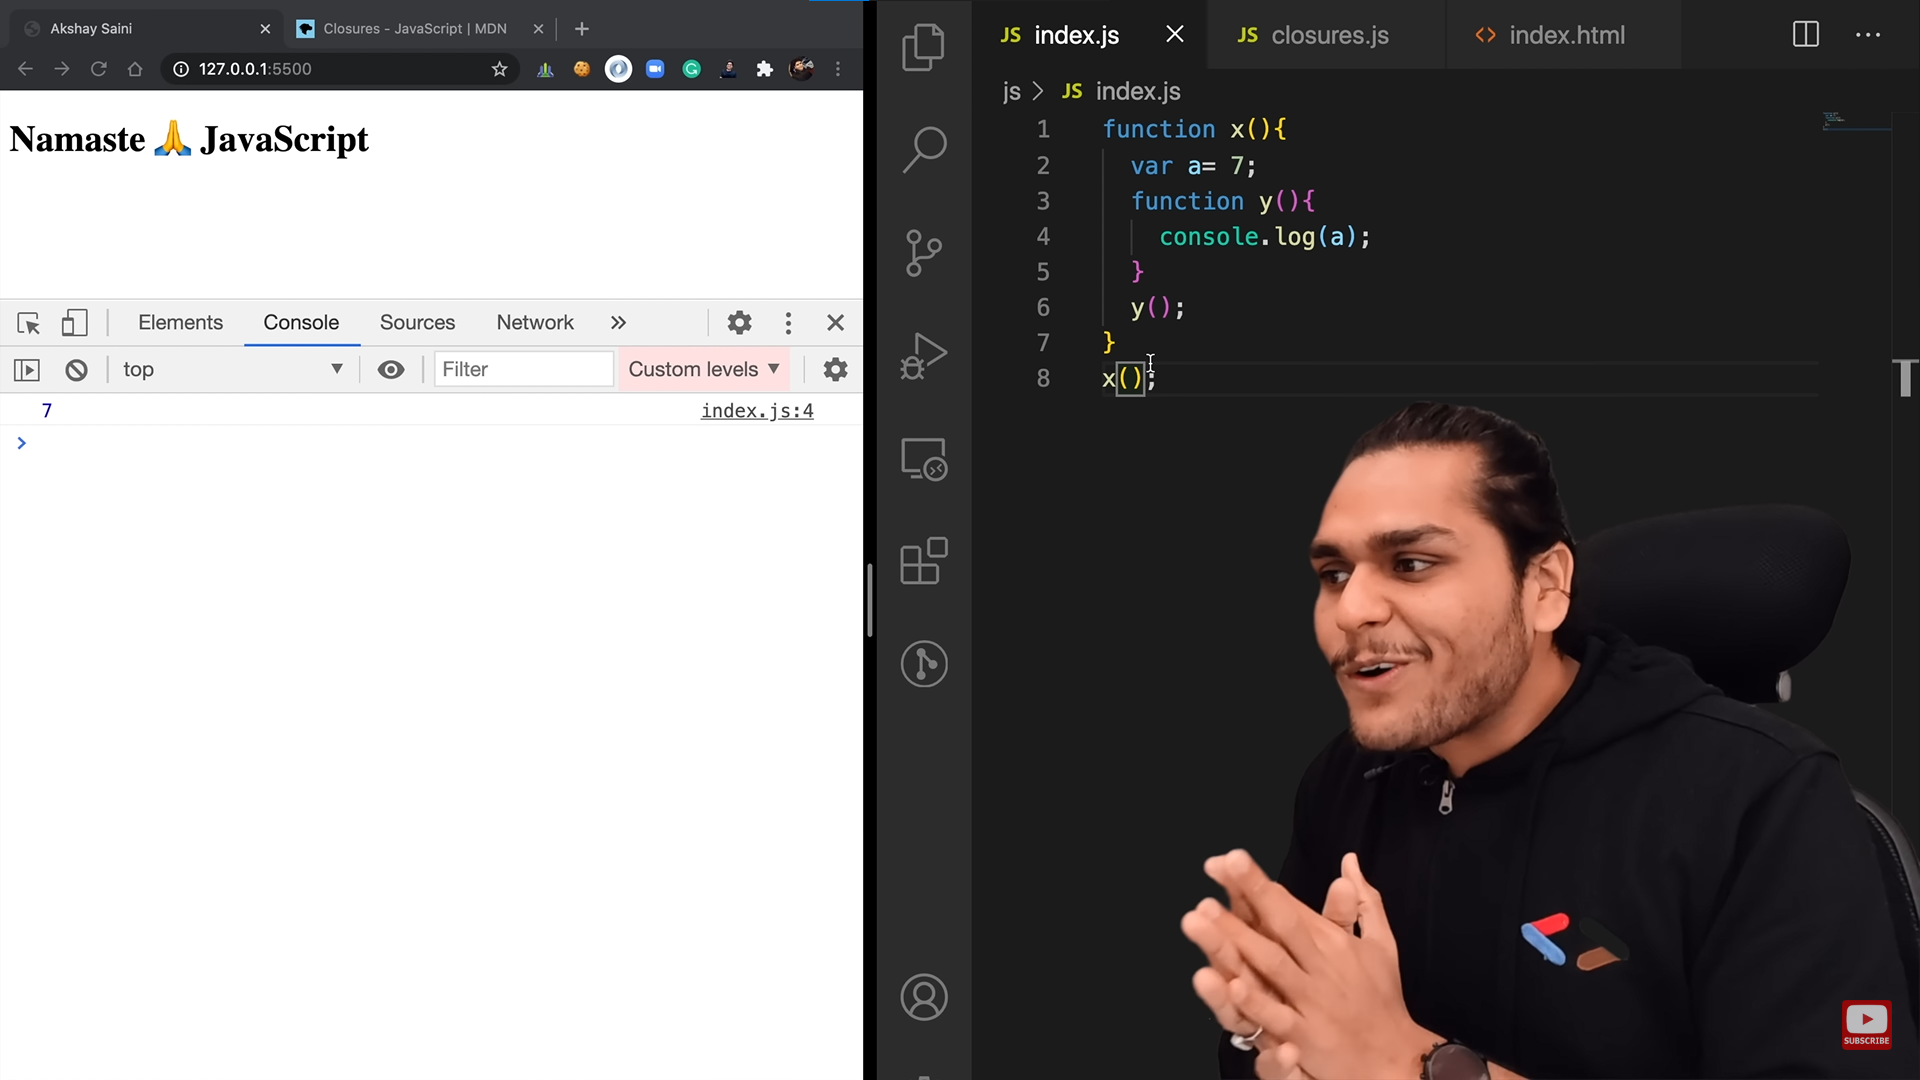 Akshay Saini
Closures - JavaScript | MDN
127.0.0.1:5500
Namaste 🙏 JavaScript
Elements
Console
Sources
Network
top
Filter
Custom levels
7
index.js:4
JS index.js
JS closures.js
<> index.html
js > JS index.js
1 function x(){
2 var a= 7;
3 function y(){
4 console.log(a);
5 }
6 y();
7 }
8 x();
SUBSCRIBE